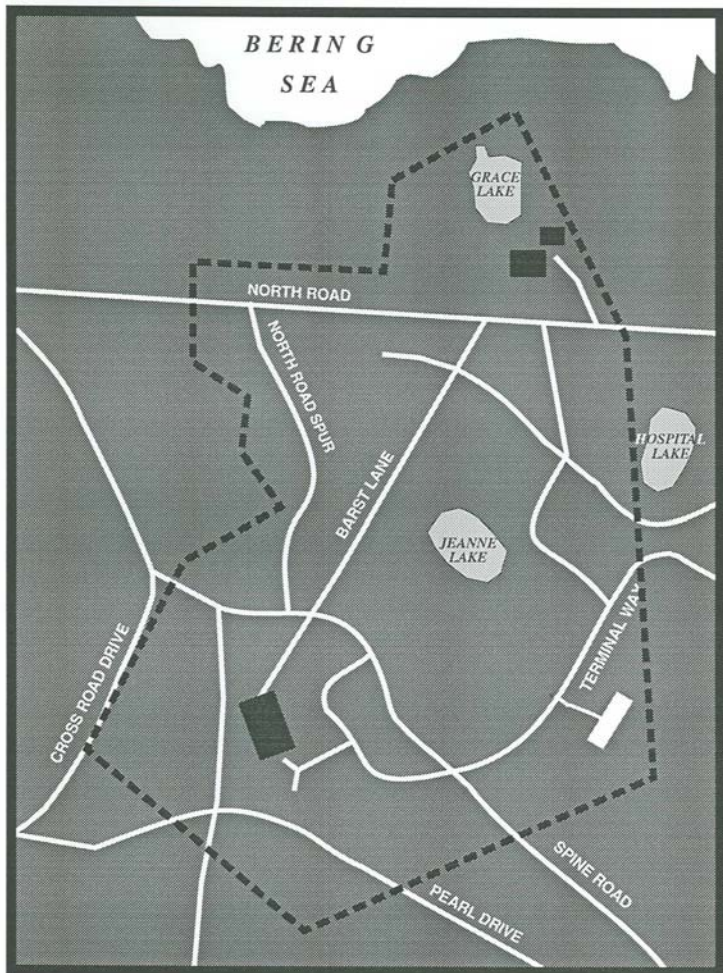 BERING
SEA
GRACE
LAKE
NORTH ROAD
NORTH ROAD SPUR
BARST LANE
HOSPITAL
LAKE
JEANNE
LAKE
TERMINAL WAY
CROSS ROAD DRIVE
SPINE ROAD
PEARL DRIVE